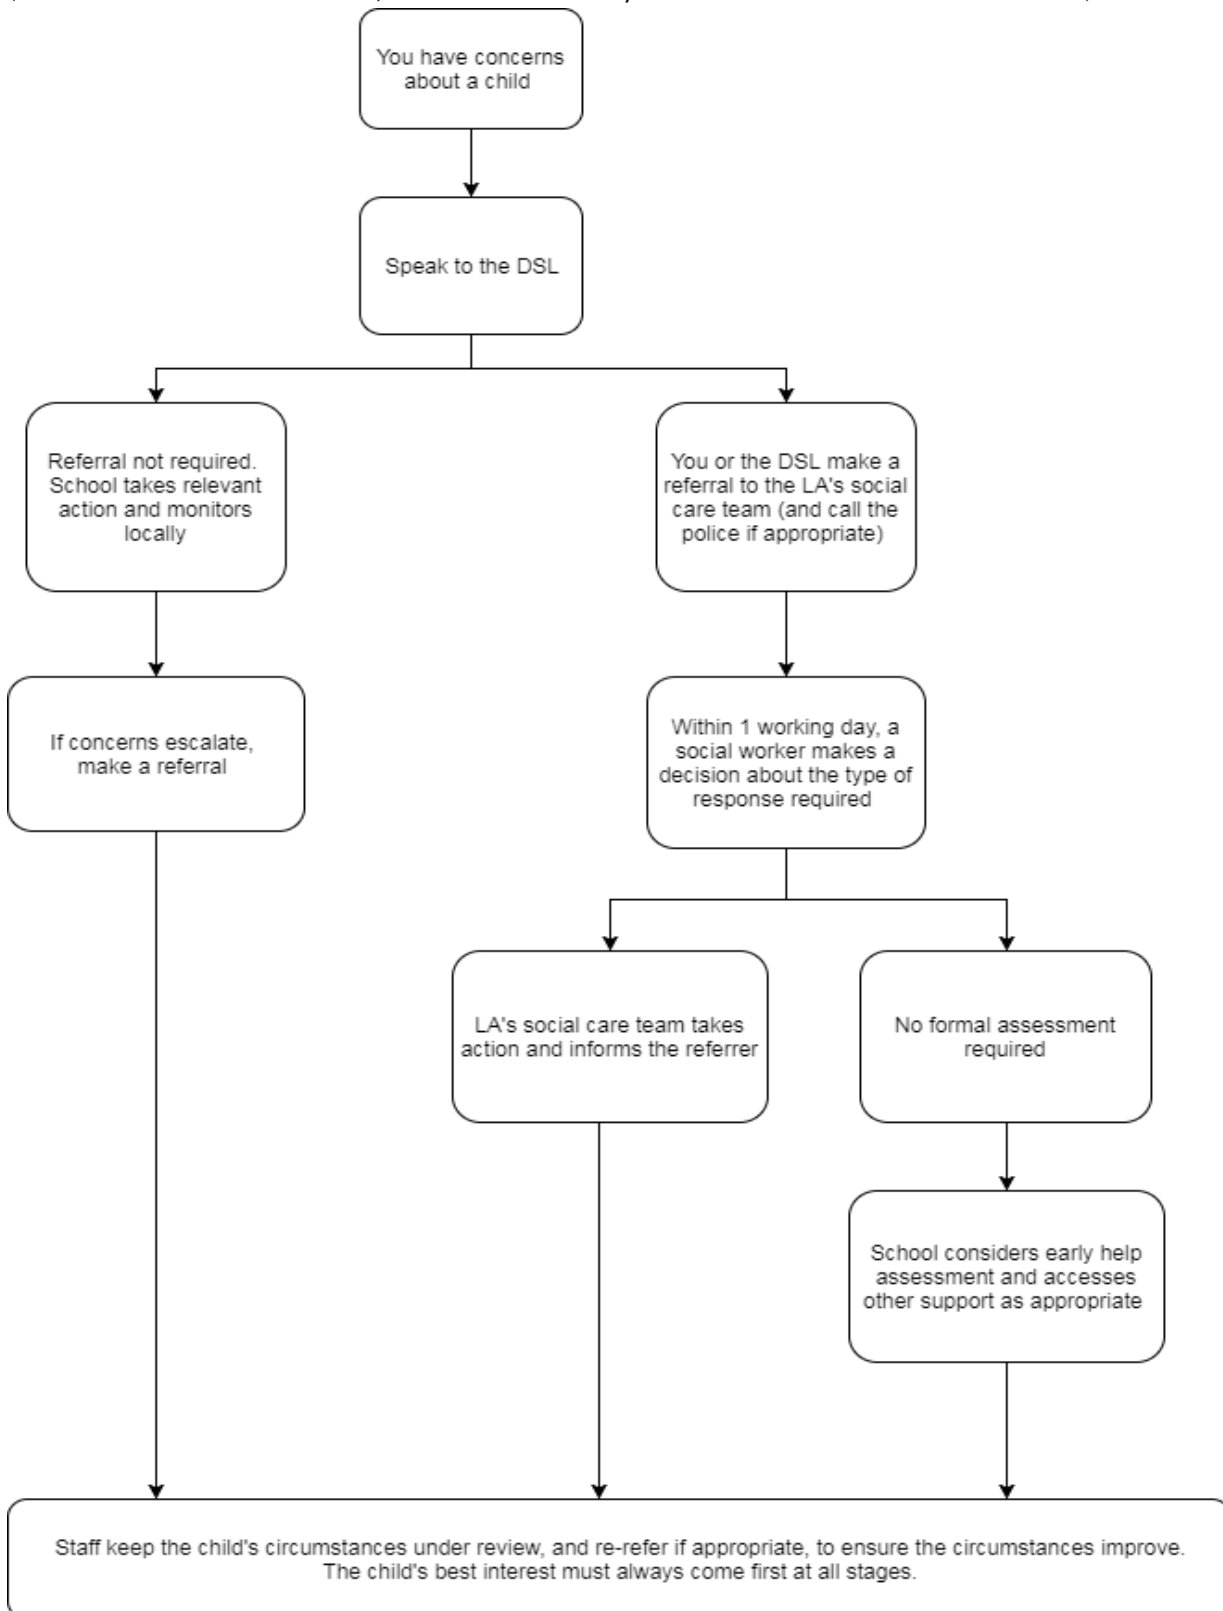 You have concerns
about a child
Speak to the DSL
Referral not required.
School takes relevant
action and monitors
locally
You or the DSL make a
referral to the LA's social
care team (and call the
police if appropriate)
If concerns escalate,
make a referral
Within 1 working day, a
social worker makes a
decision about the type of
response required
LA's social care team takes
action and informs the referrer
No formal assessment
required
School considers early help
assessment and accesses
other support as appropriate
Staff keep the child's circumstances under review, and re-refer if appropriate, to ensure the circumstances improve.
The child's best interest must always come first at all stages.